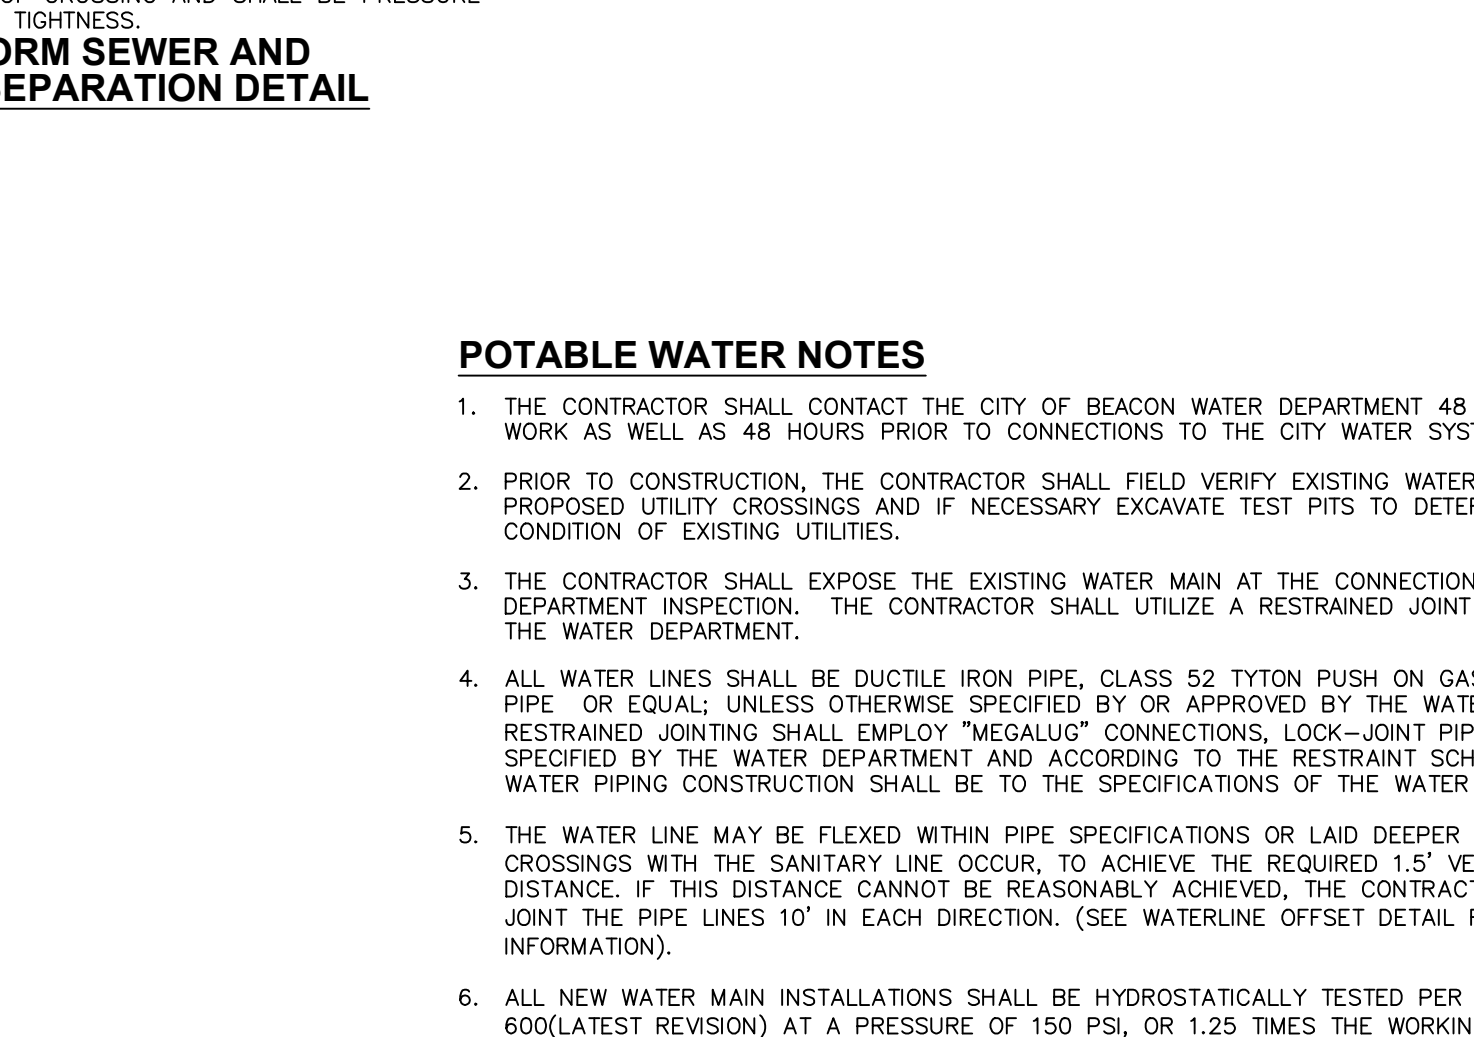 CROSSING AND SHALL BE PRESSURE
TIGHTNESS.
ORM SEWER AND
SEPARATION DETAIL
POTABLE WATER NOTES
1. THE CONTRACTOR SHALL CONTACT THE CITY OF BEACON WATER DEPARTMENT 48
WORK AS WELL AS 48 HOURS PRIOR TO CONNECTIONS TO THE CITY WATER SYST
2. PRIOR TO CONSTRUCTION, THE CONTRACTOR SHALL FIELD VERIFY EXISTING WATER
PROPOSED UTILITY CROSSINGS AND IF NECESSARY EXCAVATE TEST PITS TO DETER
CONDITION OF EXISTING UTILITIES.
3. THE CONTRACTOR SHALL EXPOSE THE EXISTING WATER MAIN AT THE CONNECTION
DEPARTMENT INSPECTION. THE CONTRACTOR SHALL UTILIZE A RESTRAINED JOINT
THE WATER DEPARTMENT.
4. ALL WATER LINES SHALL BE DUCTILE IRON PIPE, CLASS 52 TYTON PUSH ON GAS
PIPE OR EQUAL; UNLESS OTHERWISE SPECIFIED BY OR APPROVED BY THE WATE
RESTRAINED JOINTING SHALL EMPLOY "MEGALUG" CONNECTIONS, LOCK–JOINT PIP
SPECIFIED BY THE WATER DEPARTMENT AND ACCORDING TO THE RESTRAINT SCH
WATER PIPING CONSTRUCTION SHALL BE TO THE SPECIFICATIONS OF THE WATER
5. THE WATER LINE MAY BE FLEXED WITHIN PIPE SPECIFICATIONS OR LAID DEEPER
CROSSINGS WITH THE SANITARY LINE OCCUR, TO ACHIEVE THE REQUIRED 1.5' VE
DISTANCE. IF THIS DISTANCE CANNOT BE REASONABLY ACHIEVED, THE CONTRACT
JOINT THE PIPE LINES 10' IN EACH DIRECTION. (SEE WATERLINE OFFSET DETAIL F
INFORMATION).
6. ALL NEW WATER MAIN INSTALLATIONS SHALL BE HYDROSTATICALLY TESTED PER
600(LATEST REVISION) AT A PRESSURE OF 150 PSI, OR 1.25 TIMES THE WORKIN